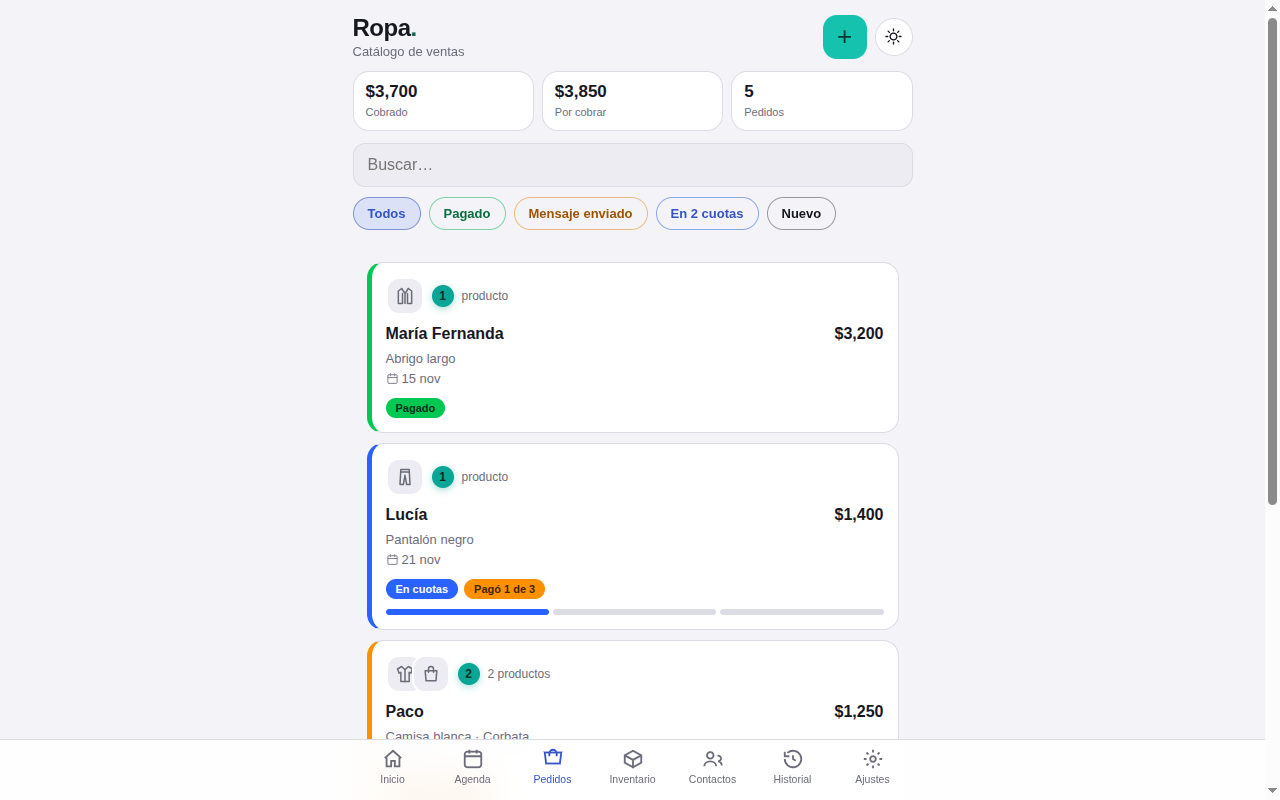 Ropa.
Catálogo de ventas
+
$3,700
Cobrado
$3,850
Por cobrar
5
Pedidos
Buscar…
Todos
Pagado
Mensaje enviado
En 2 cuotas
Nuevo
1 producto
María Fernanda
$3,200
Abrigo largo
15 nov
Pagado
1 producto
Lucía
$1,400
Pantalón negro
21 nov
En cuotas
Pagó 1 de 3
2 2 productos
Paco
$1,250
Camisa blanca · Corbata
Inicio
Agenda
Pedidos
Inventario
Contactos
Historial
Ajustes